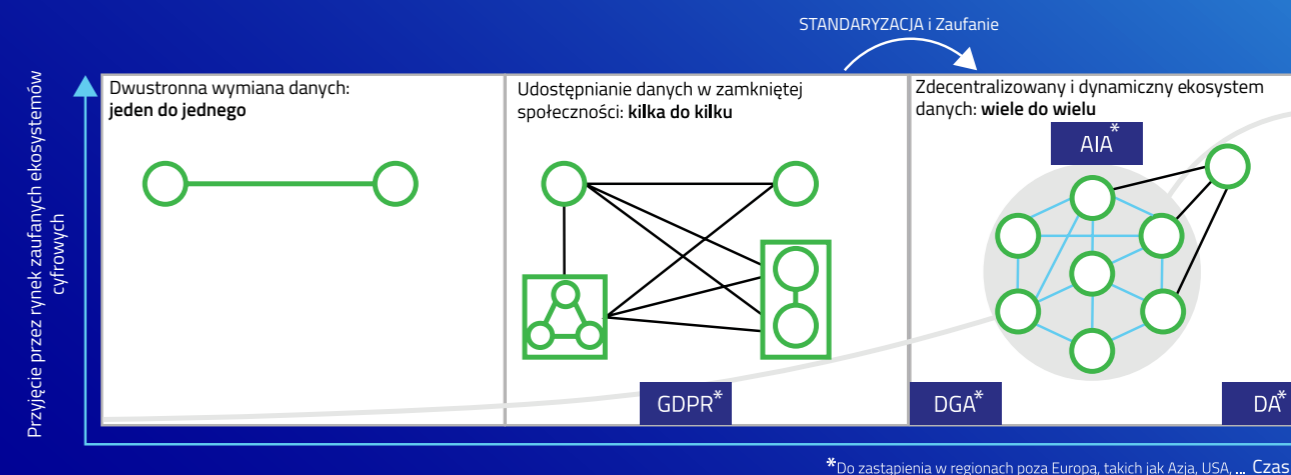 STANDARYZACJA i Zaufanie
Przyjęcie przez rynek zaufanych ekosystemów
cyfrowych
Dwustronna wymiana danych:
jeden do jednego
Udostępnianie danych w zamkniętej
społeczności: kilka do kilku
Zdecentralizowany i dynamiczny ekosystem
danych: wiele do wielu
AIA*
GDPR*
DGA*
DA*
*Do zastąpienia w regionach poza Europą, takich jak Azja, USA, ... Czas